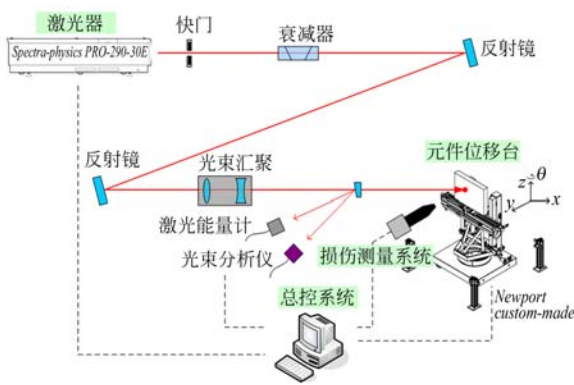 激光器
快门
衰减器
反射镜
Spectra-physics PRO-290-30E
反射镜
光束汇聚
元件位移台
z
θ
y
x
激光能量计
光束分析仪
损伤测量系统
总控系统
Newport
custom-made